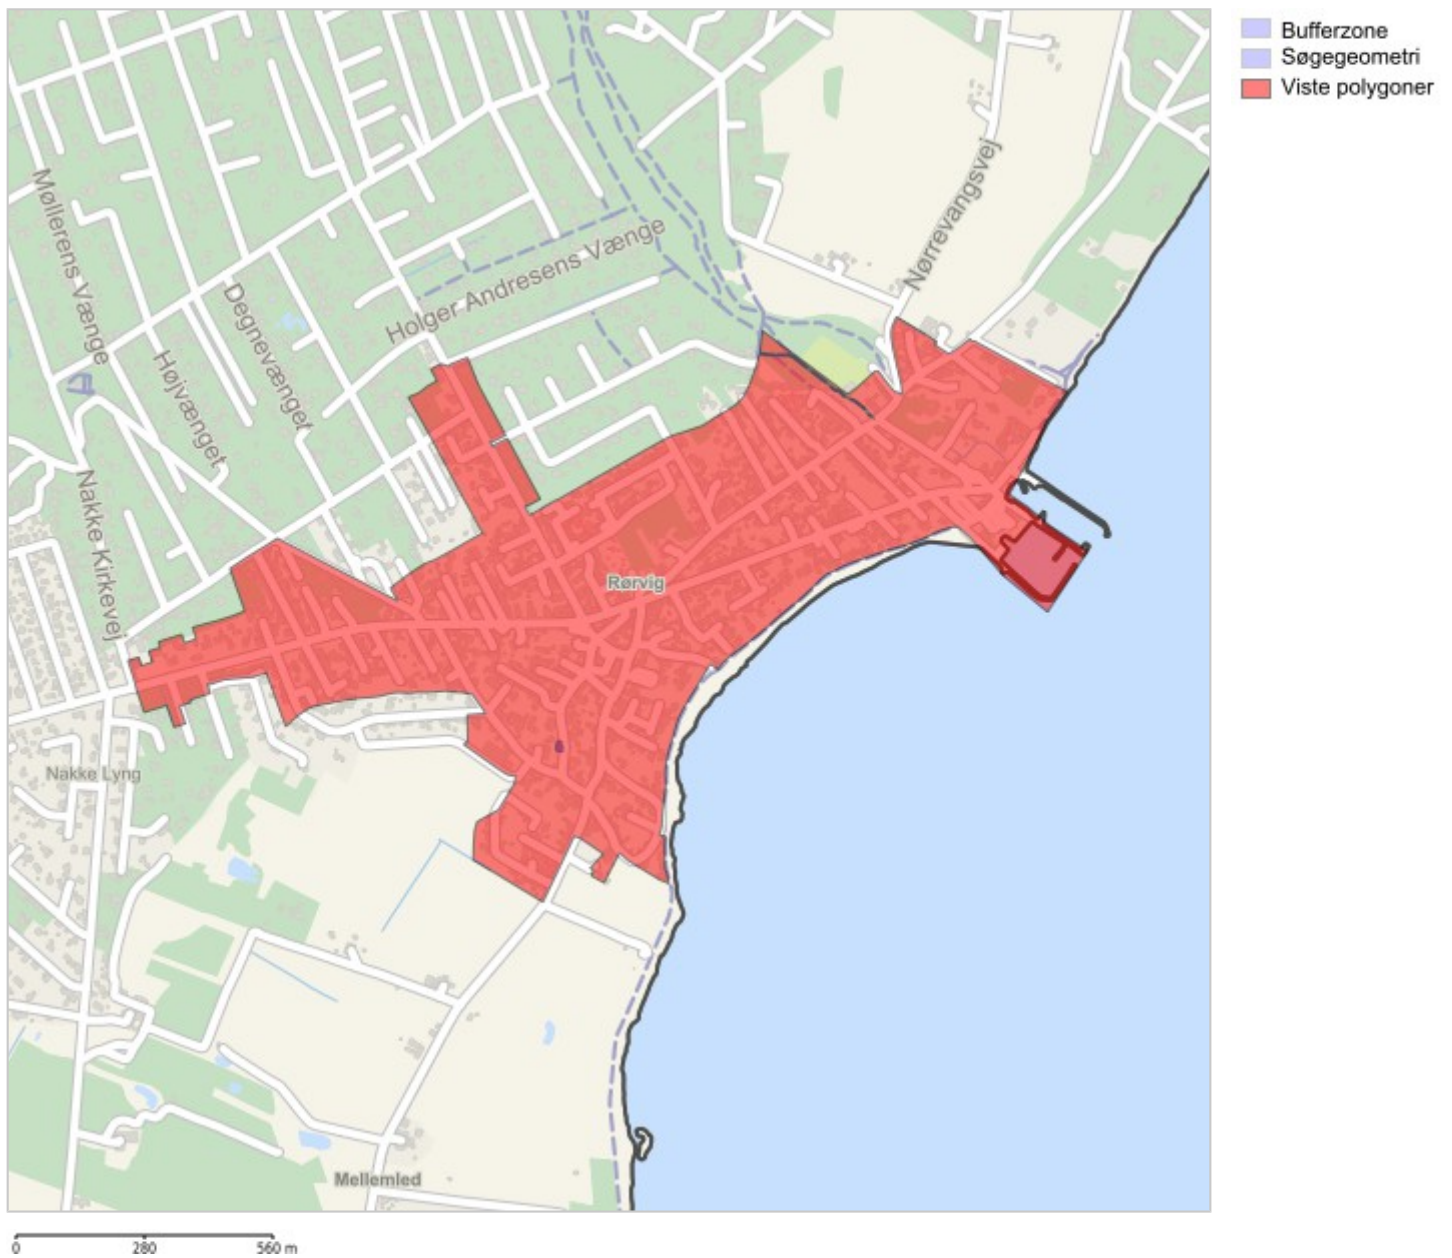 Bufferzone
Søgegeometri
Viste polygoner
Nørrevangsvej
Møllerens Vænge
Holger Andresens Vænge
Degnevænget
Højvænget
Nakke Kirkevej
Rørvig
Nakke Lyng
Mellemled
0 280 560 m